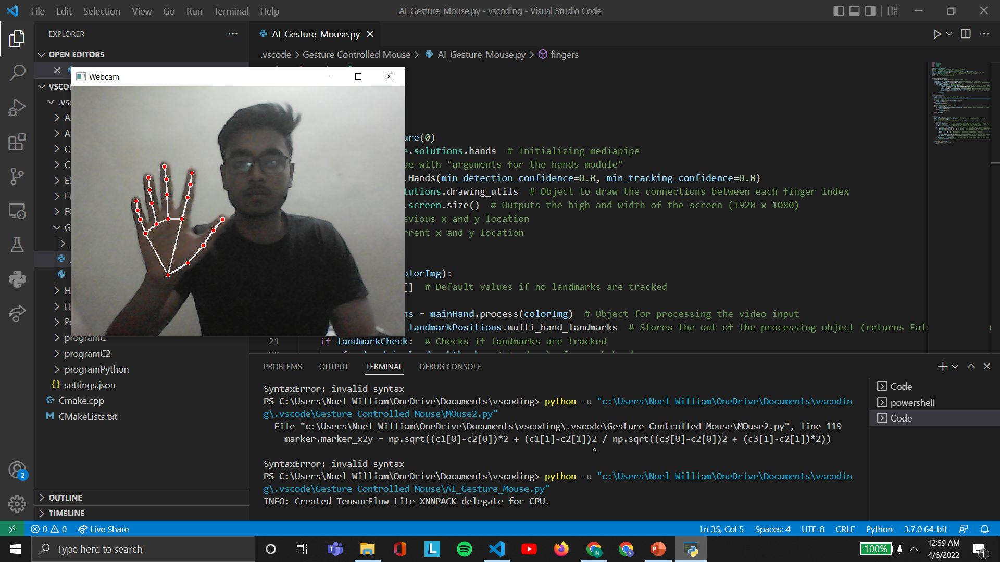 File Edit Selection View Go Run Terminal Help
AI_Gesture_Mouse.py - vscoding - Visual Studio Code
EXPLORER
AI_Gesture_Mouse.py
OPEN EDITORS
.vscode > Gesture Controlled Mouse > AI_Gesture_Mouse.py > fingers
Webcam
ure(0)
.solutions.hands # Initializing mediapipe
be with "arguments for the hands module"
.Hands(min_detection_confidence=0.8, min_tracking_confidence=0.8)
lutions.drawing_utils # Object to draw the connections between each finger index
.screen.size() # Outputs the high and width of the screen (1920 x 1080)
evious x and y location
rrent x and y location
olorImg):
[] # Default values if no landmarks are tracked
ns = mainHand.process(colorImg) # Object for processing the video input
landmarkPositions.multi_hand_landmarks # Stores the out of the processing object (returns Fal
21 if landmarkCheck: # Checks if landmarks are tracked
programC2
programPython
{} settings.json
Cmake.cpp
CMakeLists.txt
OUTLINE
TIMELINE
PROBLEMS OUTPUT TERMINAL DEBUG CONSOLE
SyntaxError: invalid syntax
PS C:\Users\Noel William\OneDrive\Documents\vscoding> python -u "c:\Users\Noel William\OneDrive\Documents\vscodin
g\.vscode\Gesture Controlled Mouse\MOuse2.py"
File "c:\Users\Noel William\OneDrive\Documents\vscoding\.vscode\Gesture Controlled Mouse\MOuse2.py", line 119
marker.marker_x2y = np.sqrt((c1[0]-c2[0])*2 + (c1[1]-c2[1])2 / np.sqrt((c3[0]-c2[0])2 + (c3[1]-c2[1])*2))
^
SyntaxError: invalid syntax
PS C:\Users\Noel William\OneDrive\Documents\vscoding> python -u "c:\Users\Noel William\OneDrive\Documents\vscodin
g\.vscode\Gesture Controlled Mouse\AI_Gesture_Mouse.py"
INFO: Created TensorFlow Lite XNNPACK delegate for CPU.
Code
powershell
Code
2
0 0 Live Share
Ln 35, Col 5 Spaces: 4 UTF-8 CRLF Python 3.7.0 64-bit
Type here to search
100%
12:59 AM
4/6/2022
1